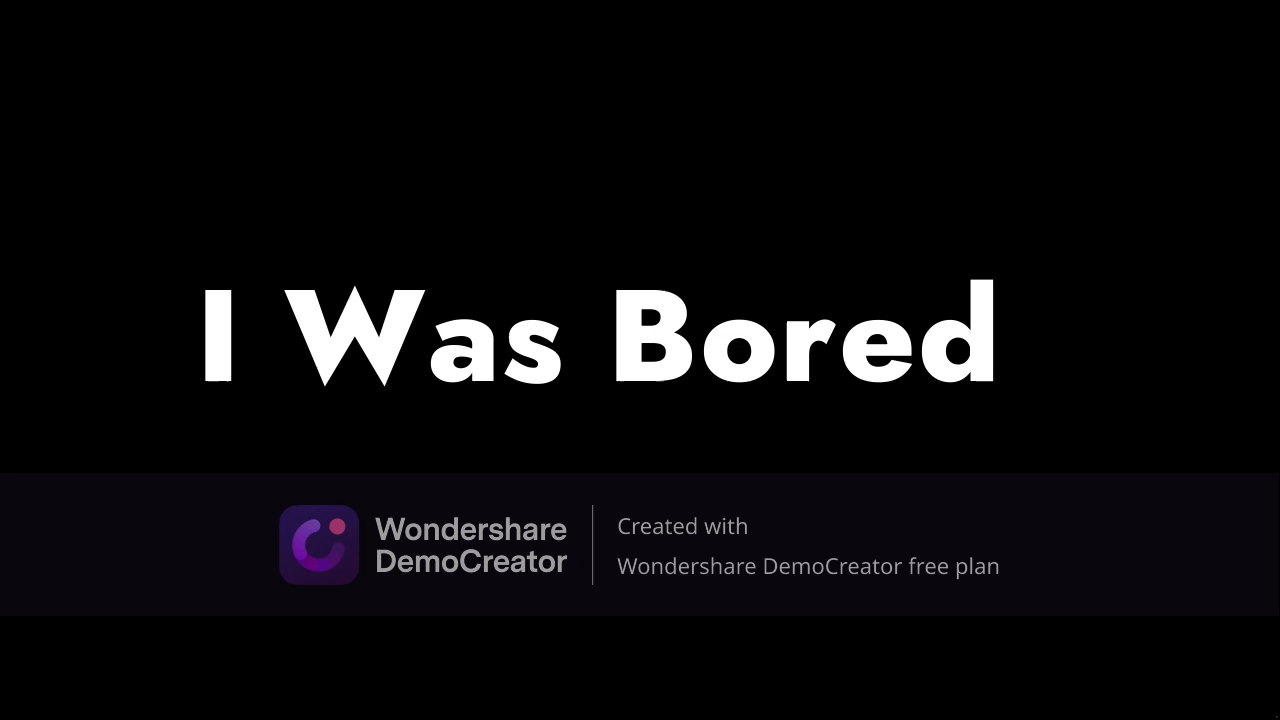 I Was Bored
Wondershare
DemoCreator
Created with
Wondershare DemoCreator free plan